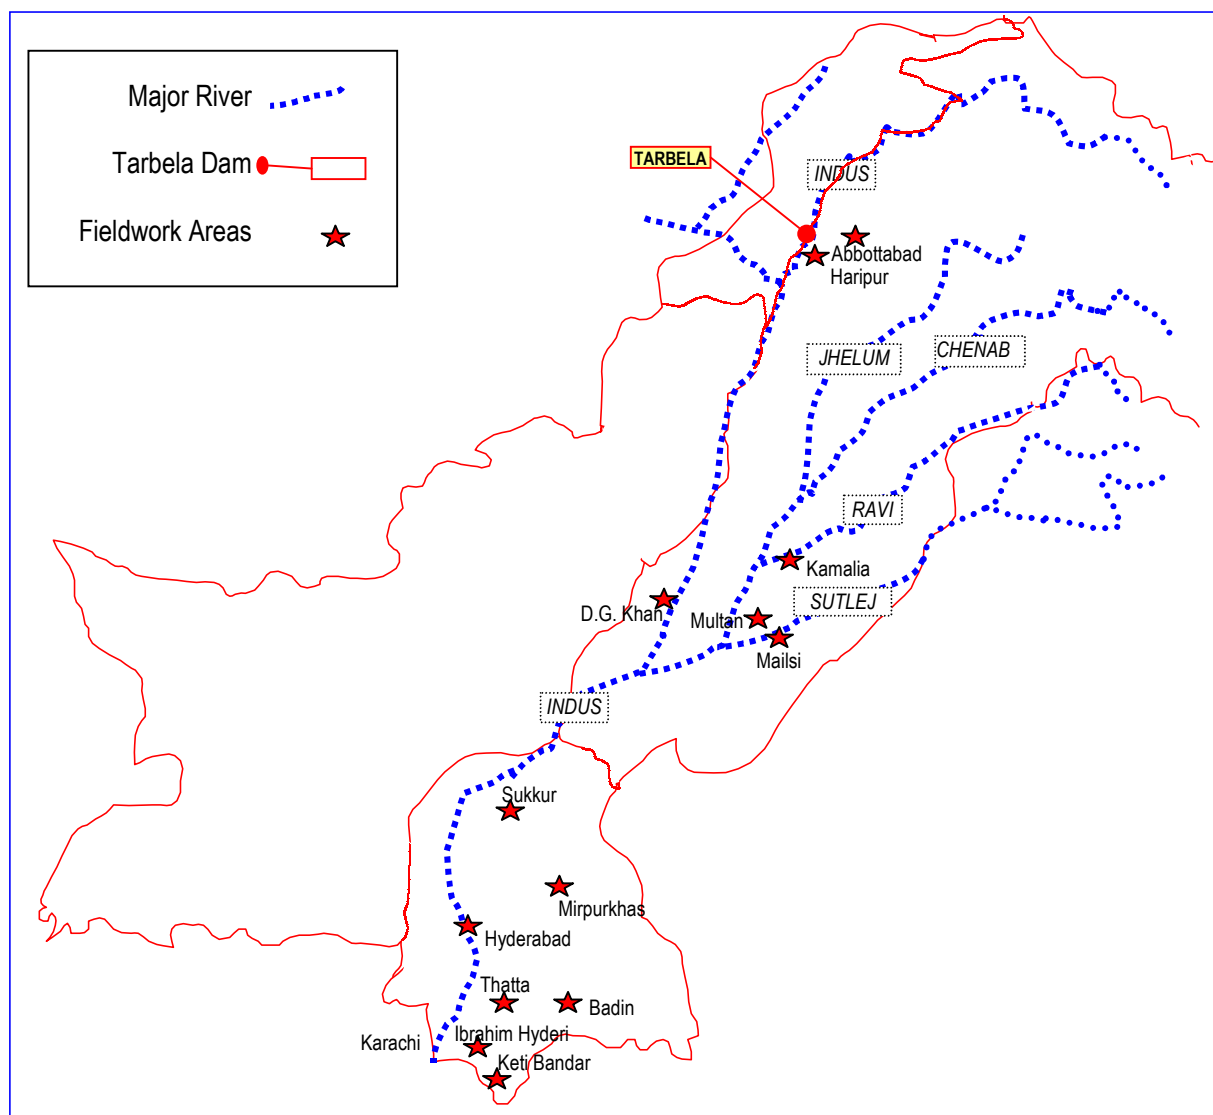 Major River
Tarbela Dam
Fieldwork Areas
TARBELA
INDUS
Abbottabad
Haripur
JHELUM
CHENAB
RAVI
Kamalia
SUTLEJ
D.G. Khan
Multan
Mailsi
INDUS
Sukkur
Mirpurkhas
Hyderabad
Thatta
Badin
Ibrahim Hyderi
Karachi
Keti Bandar